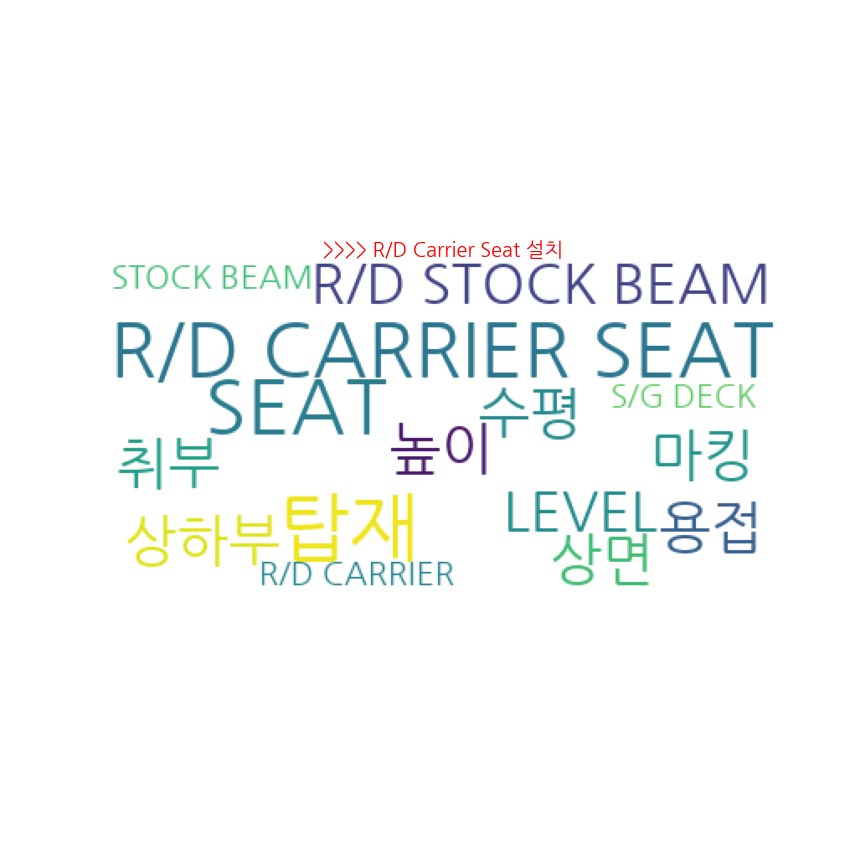 >>>> R/D Carrier Seat 설치
STOCK BEAM R/D STOCK BEAM
R/D CARRIER SEAT
SEAT 수평 S/G DECK
취부 높이 마킹
상하부 탑재 LEVEL 용접
R/D CARRIER 상면